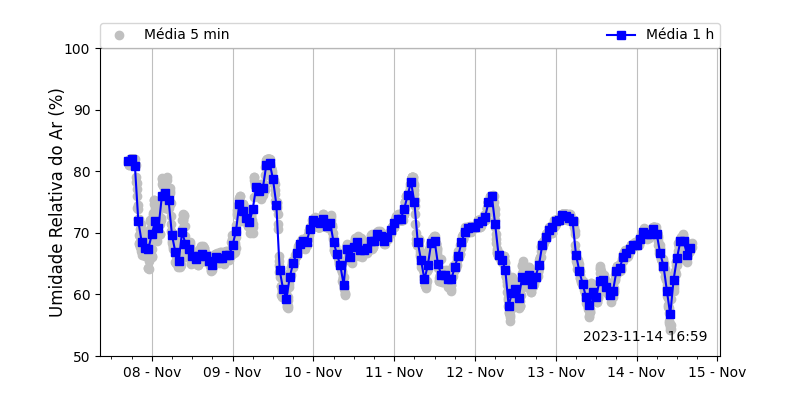 Média 5 min
Média 1 h
Umidade Relativa do Ar (%)
100
90
80
70
60
50
2023-11-14 16:59
08 - Nov
09 - Nov
10 - Nov
11 - Nov
12 - Nov
13 - Nov
14 - Nov
15 - Nov